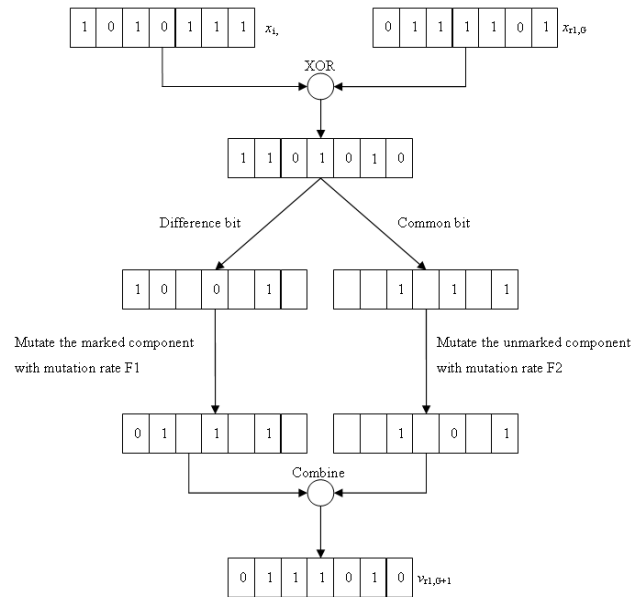 1 0 1 0 1 1 1 x_i,
0 1 1 1 1 0 1 x_r1,G
XOR
1 1 0 1 0 1 0
Difference bit
Common bit
1 0 0 1
1 1 1
Mutate the marked component
with mutation rate F1
Mutate the unmarked component
with mutation rate F2
0 1 1 1
1 0 1
Combine
0 1 1 1 0 1 0 v_r1,G+1